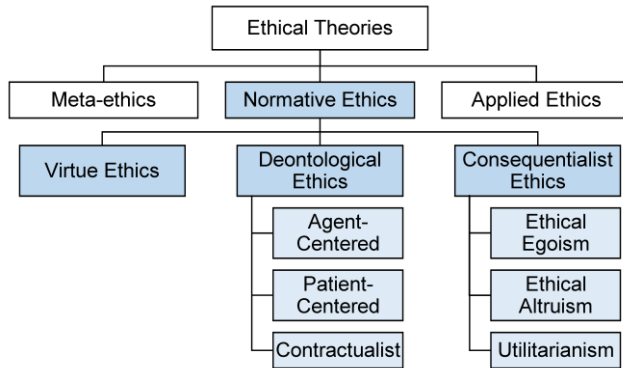 Ethical Theories
Meta-ethics
Normative Ethics
Applied Ethics
Virtue Ethics
Deontological
Ethics
Consequentialist
Ethics
Agent-
Centered
Patient-
Centered
Contractualist
Ethical
Egoism
Ethical
Altruism
Utilitarianism